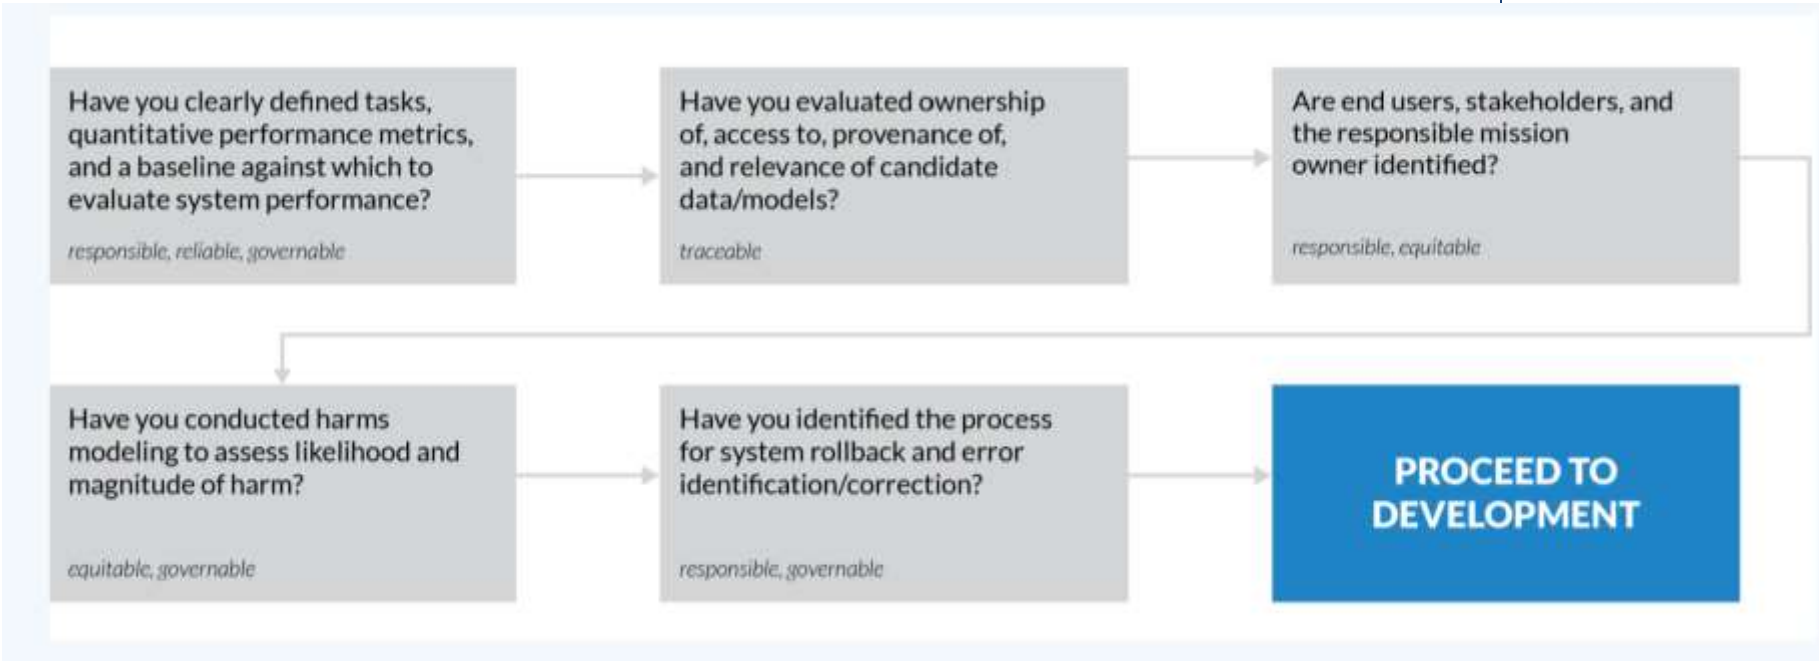 Have you clearly defined tasks,
quantitative performance metrics,
and a baseline against which to
evaluate system performance?
responsible, reliable, governable
Have you evaluated ownership
of, access to, provenance of,
and relevance of candidate
data/models?
traceable
Are end users, stakeholders, and
the responsible mission
owner identified?
responsible, equitable
Have you conducted harms
modeling to assess likelihood and
magnitude of harm?
equitable, governable
Have you identified the process
for system rollback and error
identification/correction?
responsible, governable
PROCEED TO
DEVELOPMENT